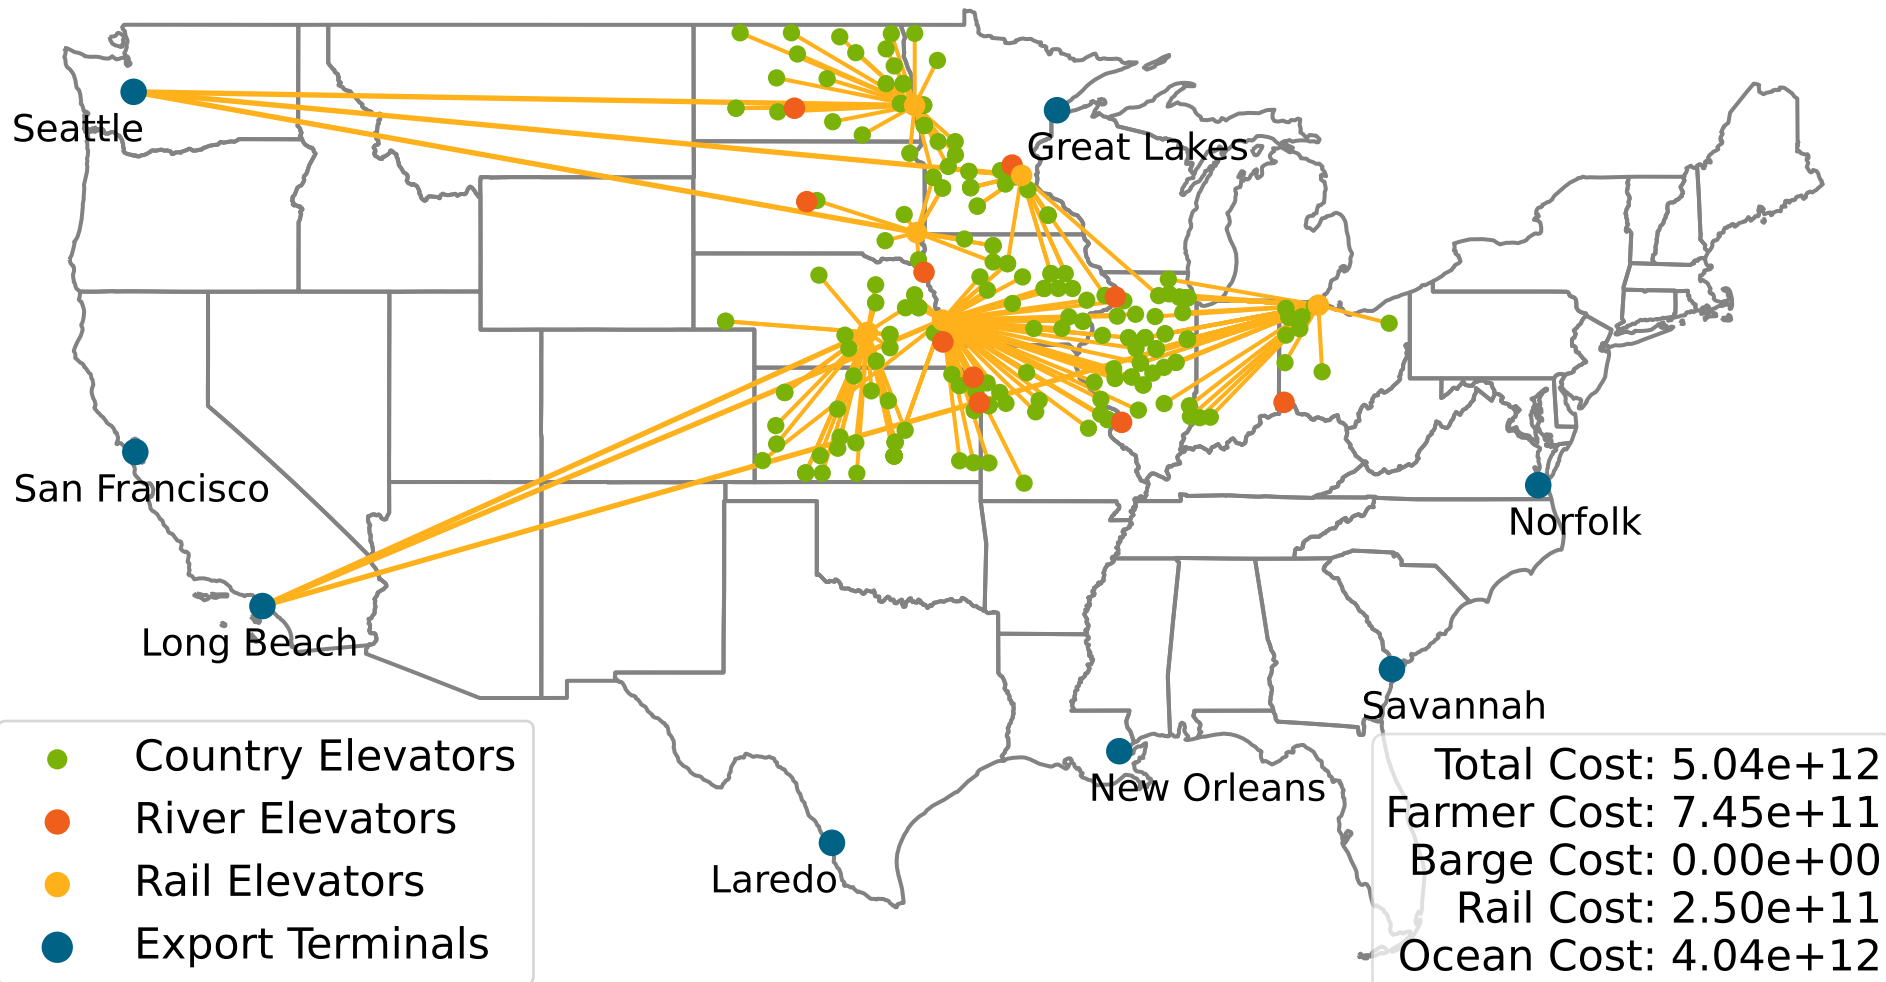 Seattle
Great Lakes
San Francisco
Norfolk
Long Beach
Savannah
New Orleans
Laredo
Country Elevators
River Elevators
Rail Elevators
Export Terminals
Total Cost: 5.04e+12
Farmer Cost: 7.45e+11
Barge Cost: 0.00e+00
Rail Cost: 2.50e+11
Ocean Cost: 4.04e+12